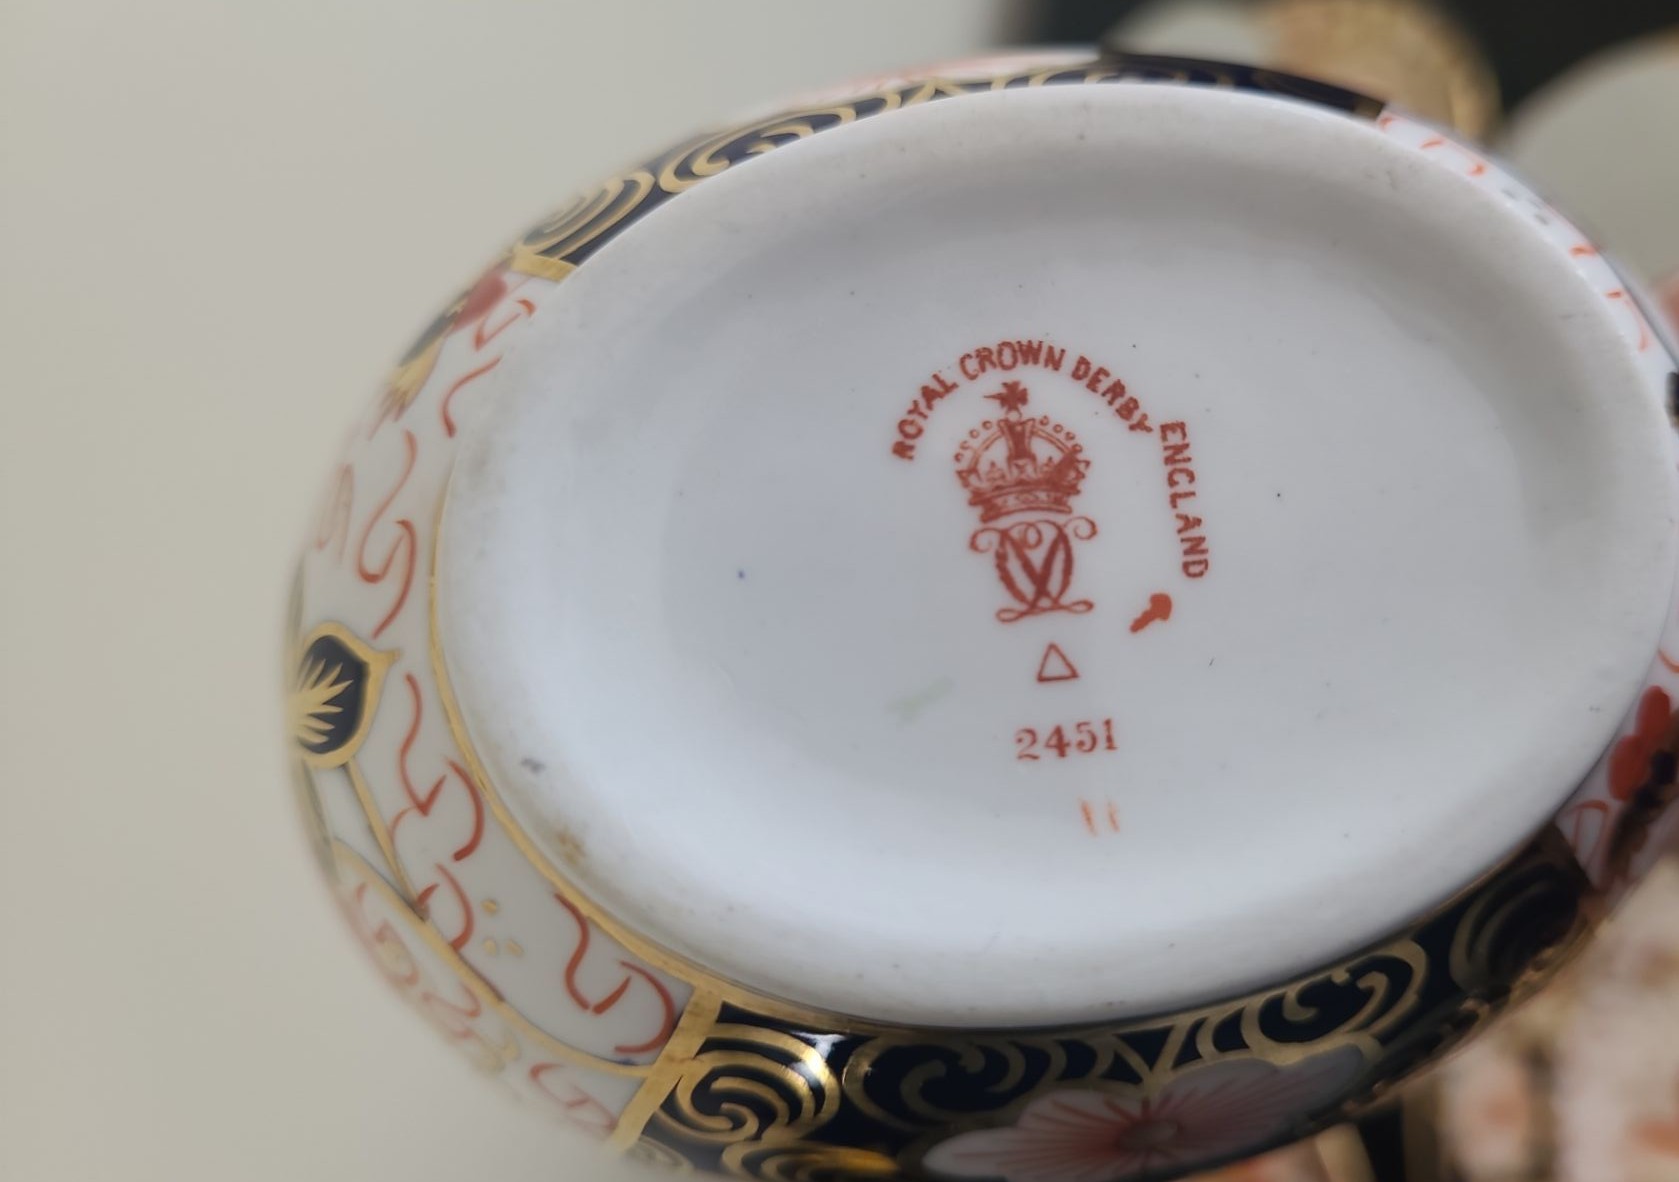 ROYAL CROWN DERBY
ENGLAND
2451